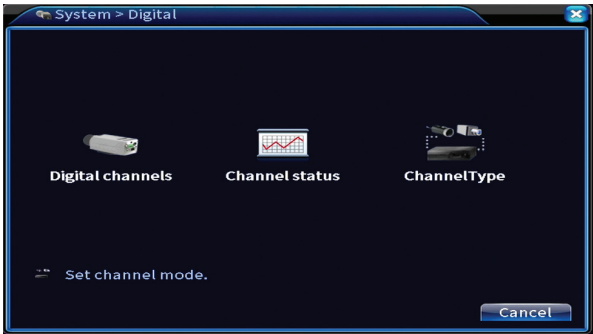 System > Digital
Digital channels
Channel status
ChannelType
Set channel mode.
Cancel